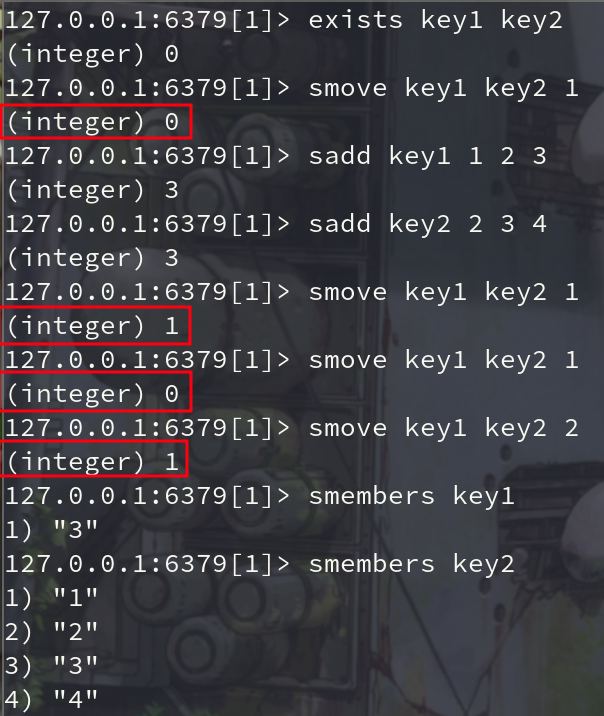 127.0.0.1:6379[1]> exists key1 key2
(integer) 0
127.0.0.1:6379[1]> smove key1 key2 1
(integer) 0
127.0.0.1:6379[1]> sadd key1 1 2 3
(integer) 3
127.0.0.1:6379[1]> sadd key2 2 3 4
(integer) 3
127.0.0.1:6379[1]> smove key1 key2 1
(integer) 1
127.0.0.1:6379[1]> smove key1 key2 1
(integer) 0
127.0.0.1:6379[1]> smove key1 key2 2
(integer) 1
127.0.0.1:6379[1]> smembers key1
1) "3"
127.0.0.1:6379[1]> smembers key2
1) "1"
2) "2"
3) "3"
4) "4"